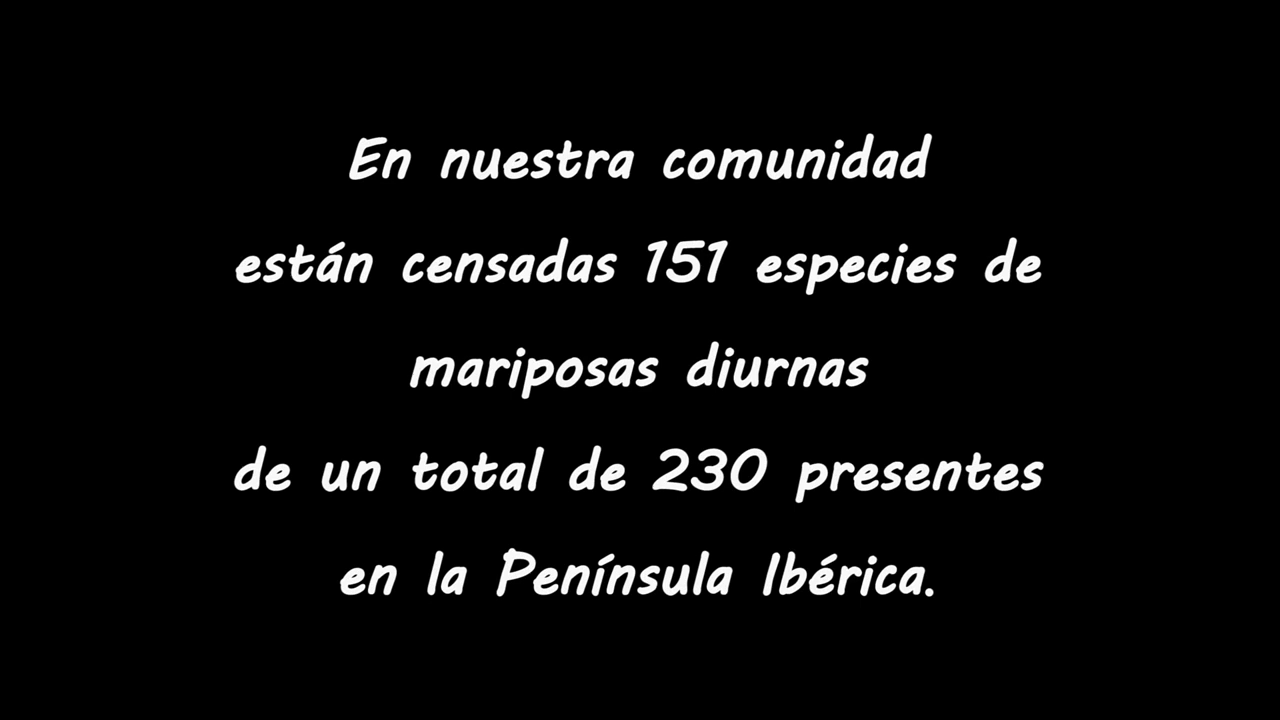 En nuestra comunidad
están censadas 151 especies de
mariposas diurnas
de un total de 230 presentes
en la Península Ibérica.